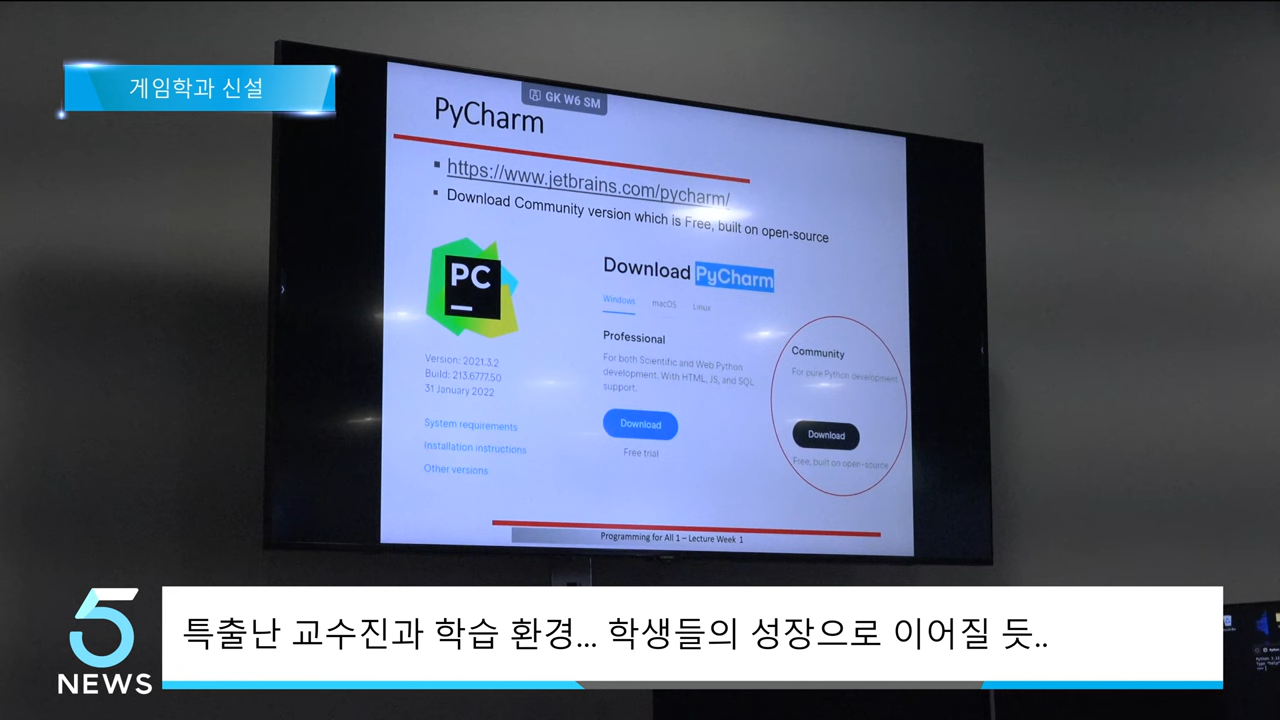 게임학과 신설
GK W6 SM
PyCharm
https://www.jetbrains.com/pycharm/
Download Community version which is Free, built on open-source
PC
Version: 2021.3.2
Build: 213.6777.50
31 January 2022
System requirements
Installation instructions
Other versions
Download PyCharm
Windows macOS Linux
Professional
For both Scientific and Web Python
development. With HTML, JS, and SQL
support.
Download
Free trial
Community
For pure Python development
Download
Free, built on open-source
Programming for All 1 – Lecture Week 1
5
NEWS
특출난 교수진과 학습 환경... 학생들의 성장으로 이어질 듯..